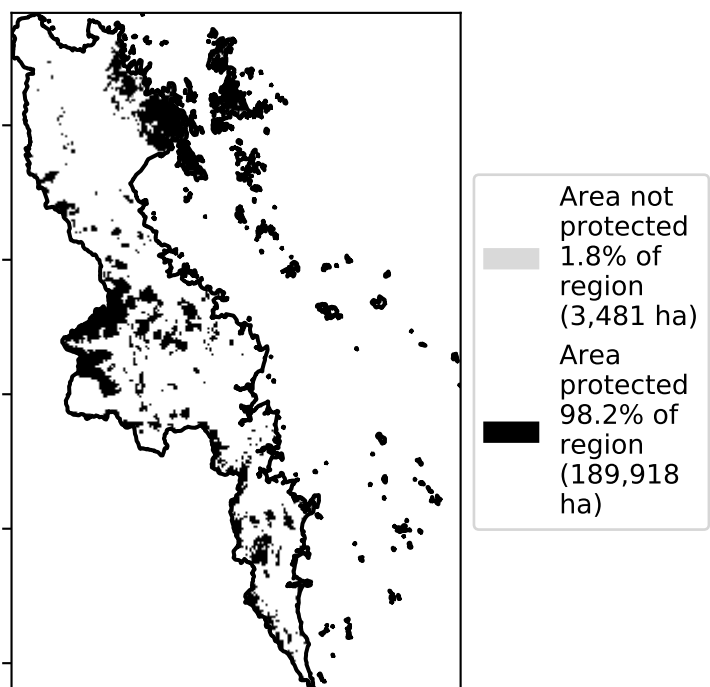 Area not
protected
1.8% of
region
(3,481 ha)
Area
protected
98.2% of
region
(189,918
ha)